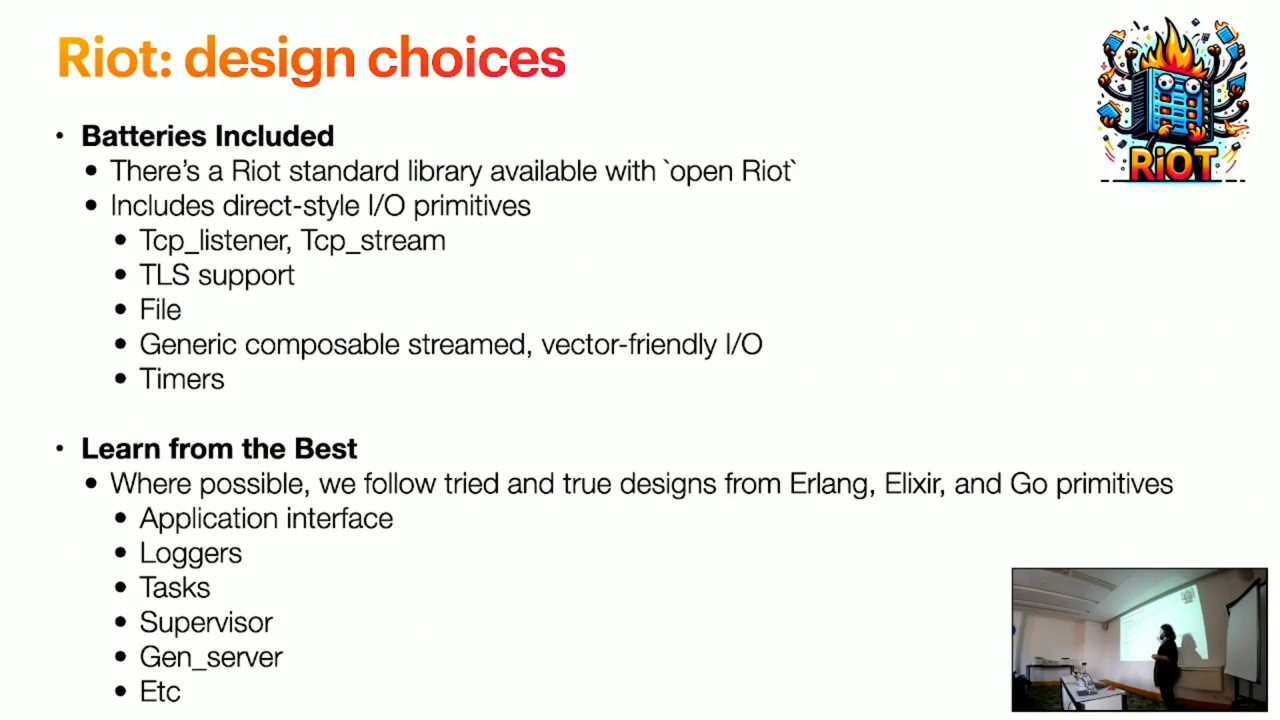 Riot: design choices
RiOT
• Batteries Included
• There’s a Riot standard library available with `open Riot`
• Includes direct-style I/O primitives
• Tcp_listener, Tcp_stream
• TLS support
• File
• Generic composable streamed, vector-friendly I/O
• Timers
• Learn from the Best
• Where possible, we follow tried and true designs from Erlang, Elixir, and Go primitives
• Application interface
• Loggers
• Tasks
• Supervisor
• Gen_server
• Etc